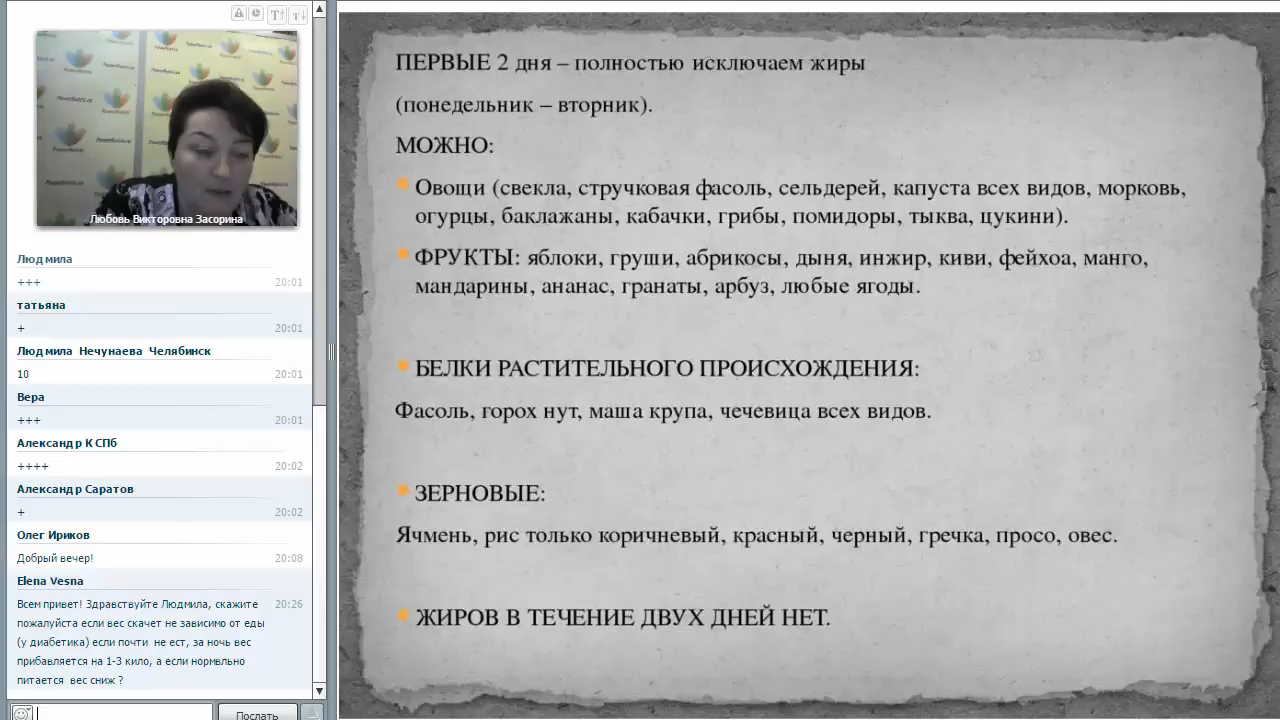 Любовь Викторовна Засорина
Людмила
+++ 20:01
татьяна
+ 20:01
Людмила Нечунаева Челябинск
10 20:01
Вера
+++ 20:01
Александр К СПб
++++ 20:02
Александр Саратов
+ 20:02
Олег Ириков
Добрый вечер! 20:08
Elena Vesna
Всем привет! Здравствуйте Людмила, скажите 20:26
пожалуйста если вес скачет не зависимо от еды
(у диабетика) если почти не ест, за ночь вес
прибавляется на 1-3 кило, а если нормвльно
питается вес сниж ?
Послать
ПЕРВЫЕ 2 дня – полностью исключаем жиры
(понедельник – вторник).
МОЖНО:
Овощи (свекла, стручковая фасоль, сельдерей, капуста всех видов, морковь,
огурцы, баклажаны, кабачки, грибы, помидоры, тыква, цукини).
ФРУКТЫ: яблоки, груши, абрикосы, дыня, инжир, киви, фейхоа, манго,
мандарины, ананас, гранаты, арбуз, любые ягоды.
БЕЛКИ РАСТИТЕЛЬНОГО ПРОИСХОЖДЕНИЯ:
Фасоль, горох нут, маша крупа, чечевица всех видов.
ЗЕРНОВЫЕ:
Ячмень, рис только коричневый, красный, черный, гречка, просо, овес.
ЖИРОВ В ТЕЧЕНИЕ ДВУХ ДНЕЙ НЕТ.